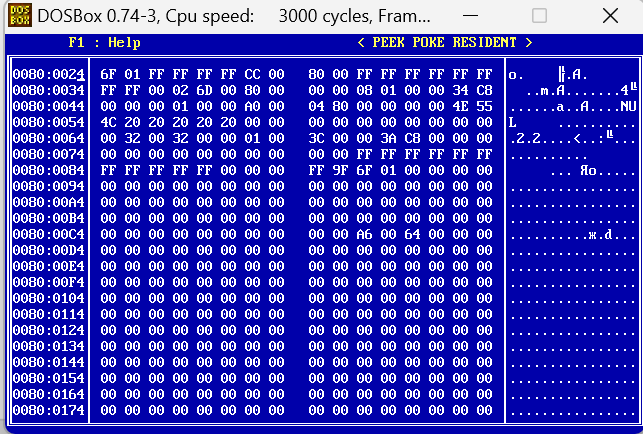 DOS BOX DOSBox 0.74-3, Cpu speed: 3000 cycles, Fram...
F1 : Help < PEEK POKE RESIDENT >
0080:0024 6F 01 FF FF FF FF CC 00 80 00 FF FF FF FF FF FF o. ╠.А.
0080:0034 FF FF 00 02 6D 00 80 00 00 00 08 01 00 00 34 C8 ..m.А.......4╚
0080:0044 00 00 00 01 00 00 A0 00 04 80 00 00 00 00 4E 55 ......а..А....NU
0080:0054 4C 20 20 20 20 20 00 00 00 00 00 00 00 00 00 00 L ..........
0080:0064 00 32 00 32 00 00 01 00 3C 00 00 3A C8 00 00 00 .2.2....<..:╚...
0080:0074 00 00 00 00 00 00 00 00 00 00 FF FF FF FF FF FF ..........
0080:0084 FF FF FF FF FF 00 00 00 FF 9F 6F 01 00 00 00 00 ... Яo.....
0080:0094 00 00 00 00 00 00 00 00 00 00 00 00 00 00 00 00 ................
0080:00A4 00 00 00 00 00 00 00 00 00 00 00 00 00 00 00 00 ................
0080:00B4 00 00 00 00 00 00 00 00 00 00 00 00 00 00 00 00 ................
0080:00C4 00 00 00 00 00 00 00 00 00 00 A6 00 64 00 00 00 ..........ж.d...
0080:00D4 00 00 00 00 00 00 00 00 00 00 00 00 00 00 00 00 ................
0080:00E4 00 00 00 00 00 00 00 00 00 00 00 00 00 00 00 00 ................
0080:00F4 00 00 00 00 00 00 00 00 00 00 00 00 00 00 00 00 ................
0080:0104 00 00 00 00 00 00 00 00 00 00 00 00 00 00 00 00 ................
0080:0114 00 00 00 00 00 00 00 00 00 00 00 00 00 00 00 00 ................
0080:0124 00 00 00 00 00 00 00 00 00 00 00 00 00 00 00 00 ................
0080:0134 00 00 00 00 00 00 00 00 00 00 00 00 00 00 00 00 ................
0080:0144 00 00 00 00 00 00 00 00 00 00 00 00 00 00 00 00 ................
0080:0154 00 00 00 00 00 00 00 00 00 00 00 00 00 00 00 00 ................
0080:0164 00 00 00 00 00 00 00 00 00 00 00 00 00 00 00 00 ................
0080:0174 00 00 00 00 00 00 00 00 00 00 00 00 00 00 00 00 ................